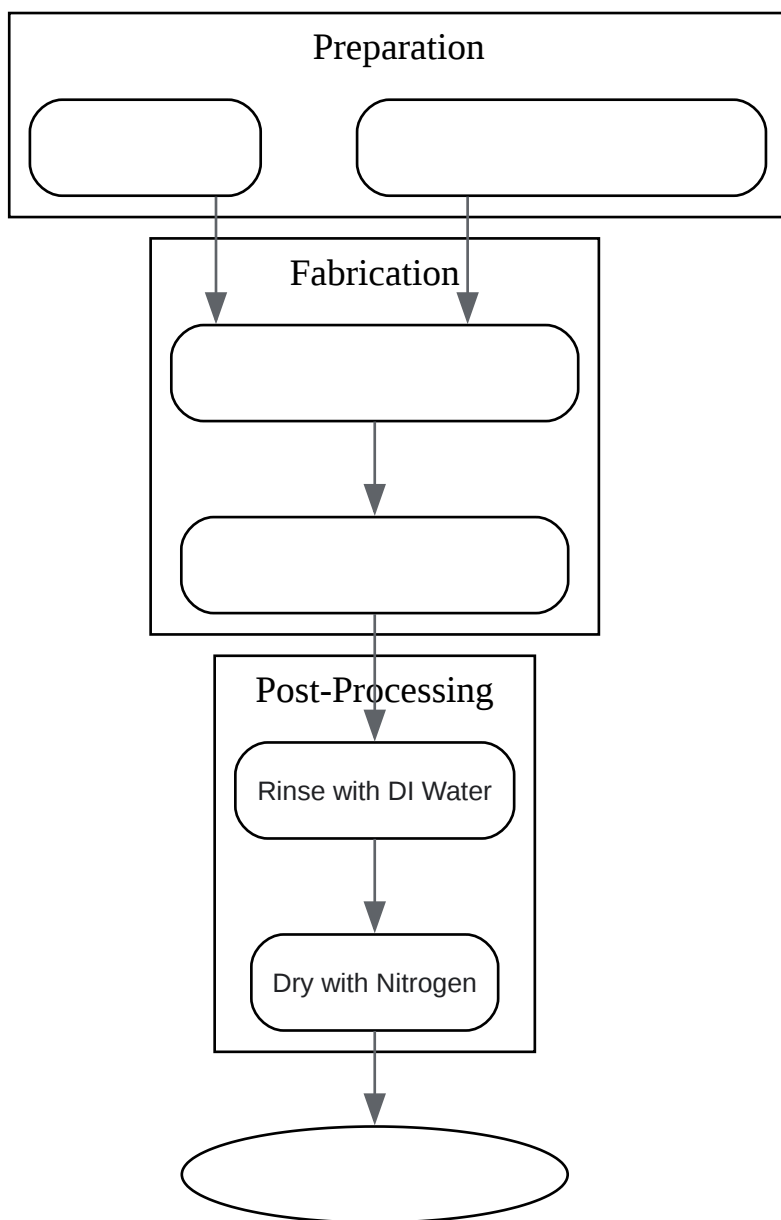 Preparation
Fabrication
Post-Processing
Rinse with DI Water
Dry with Nitrogen